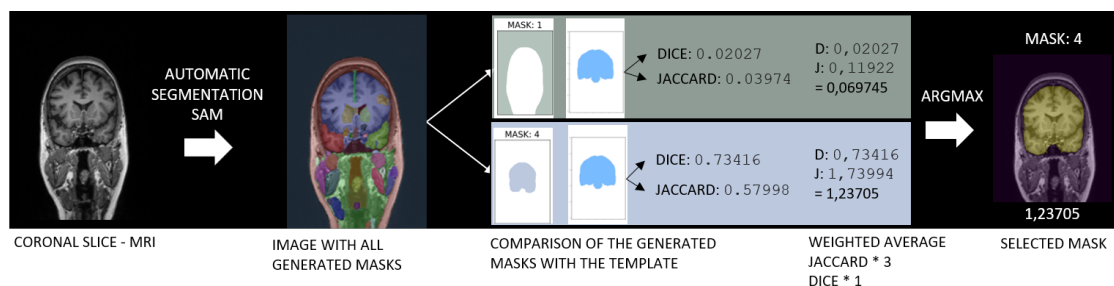 AUTOMATIC
SEGMENTATION
SAM
MASK: 1
DICE: 0.02027
JACCARD: 0.03974
D: 0,02027
J: 0,11922
= 0,069745
MASK: 4
DICE: 0.73416
JACCARD: 0.57998
D: 0,73416
J: 1,73994
= 1,23705
ARGMAX
MASK: 4
1,23705
CORONAL SLICE - MRI
IMAGE WITH ALL
GENERATED MASKS
COMPARISON OF THE GENERATED
MASKS WITH THE TEMPLATE
WEIGHTED AVERAGE
JACCARD * 3
DICE * 1
SELECTED MASK